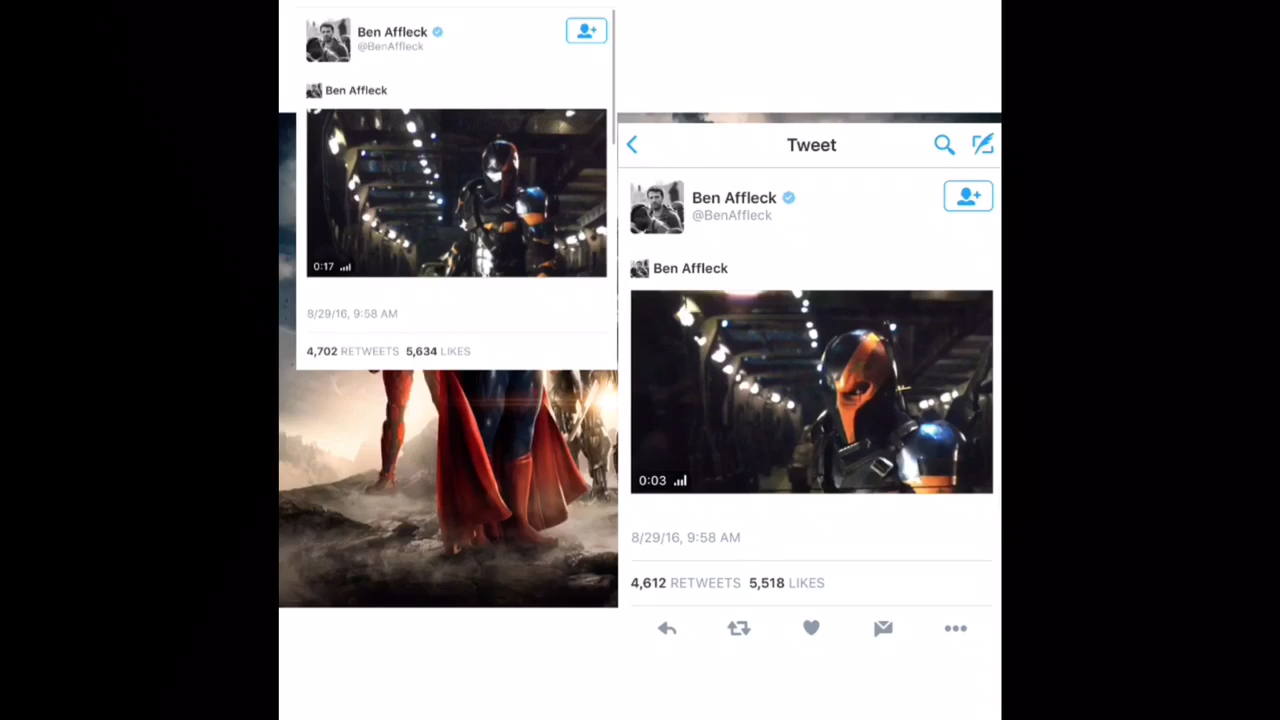 Ben Affleck
@BenAffleck
Ben Affleck
0:17
8/29/16, 9:58 AM
4,702 RETWEETS 5,634 LIKES
Tweet
Ben Affleck
@BenAffleck
Ben Affleck
0:03
8/29/16, 9:58 AM
4,612 RETWEETS 5,518 LIKES